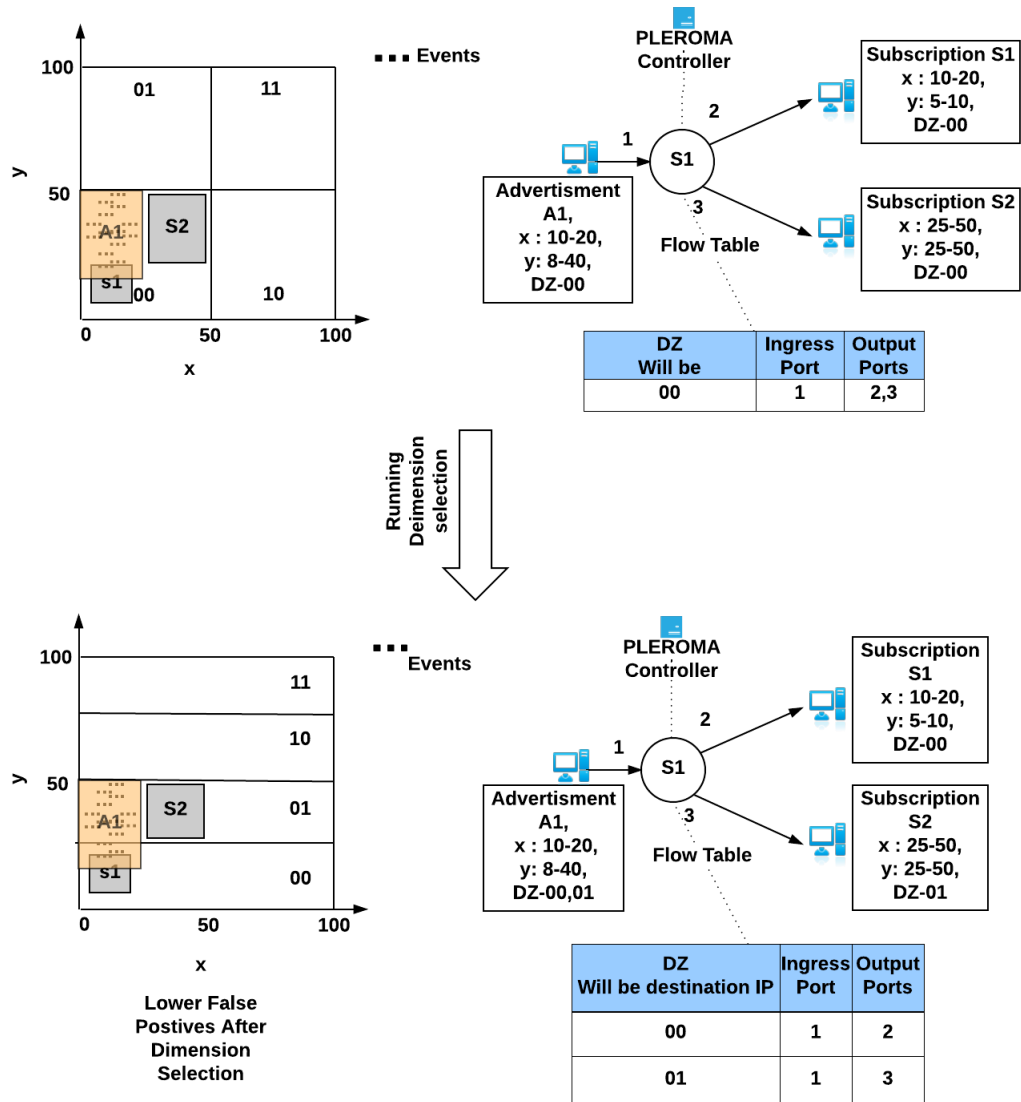 100
01
11
y
50
A1
S2
s1
00
10
0
50
100
x
Events
PLEROMA
Controller
1
2
S1
3
Advertisment
A1,
x : 10-20,
y: 8-40,
DZ-00
Subscription S1
x : 10-20,
y: 5-10,
DZ-00
Subscription S2
x : 25-50,
y: 25-50,
DZ-00
Flow Table
DZ
Will be
Ingress
Port
Output
Ports
00
1
2,3
Running
Deimension
selection
100
11
10
y
50
A1
S2
01
s1
00
0
50
100
x
Lower False
Postives After
Dimension
Selection
Events
PLEROMA
Controller
1
2
S1
3
Advertisment
A1,
x : 10-20,
y: 8-40,
DZ-00,01
Subscription
S1
x : 10-20,
y: 5-10,
DZ-00
Subscription
S2
x : 25-50,
y: 25-50,
DZ-01
Flow Table
DZ
Will be destination IP
Ingress
Port
Output
Ports
00
1
2
01
1
3